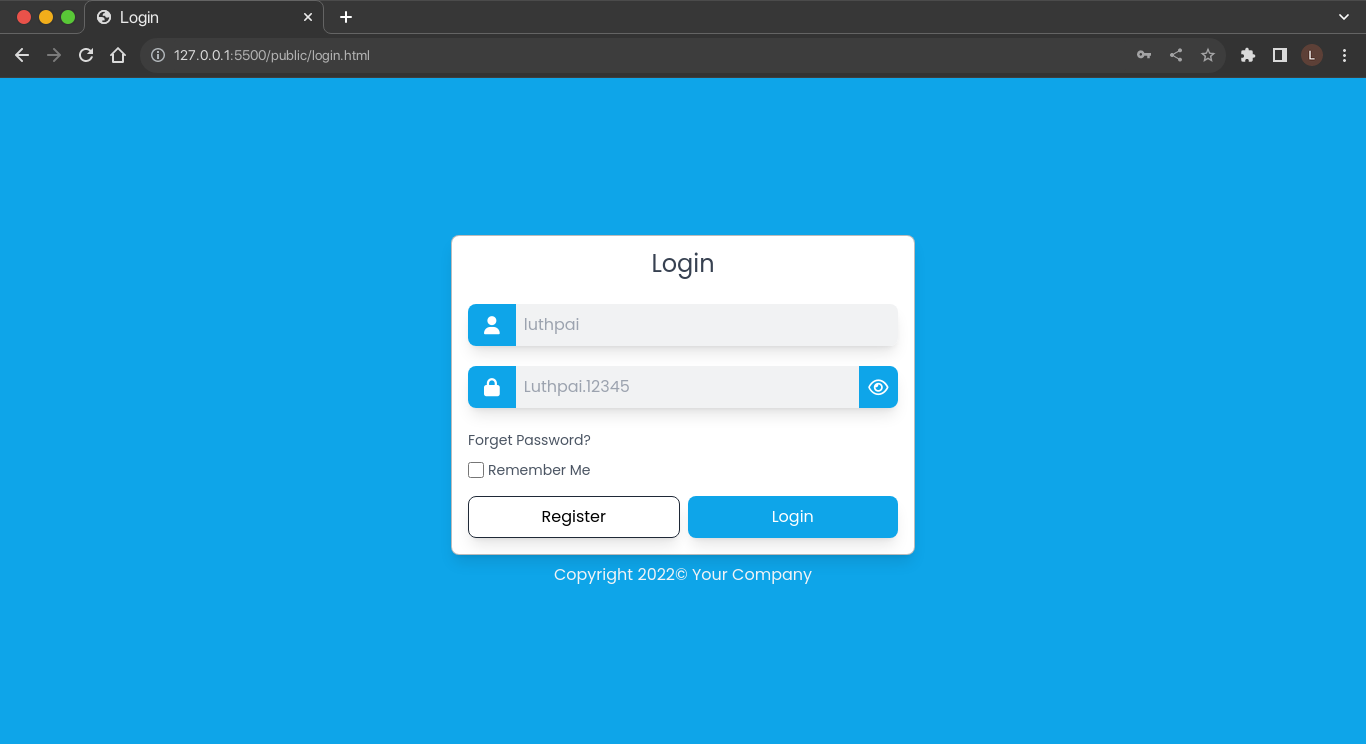 Login
127.0.0.1:5500/public/login.html
L
Login
luthpai
Luthpai.12345
Forget Password?
Remember Me
Register Login
Copyright 2022© Your Company